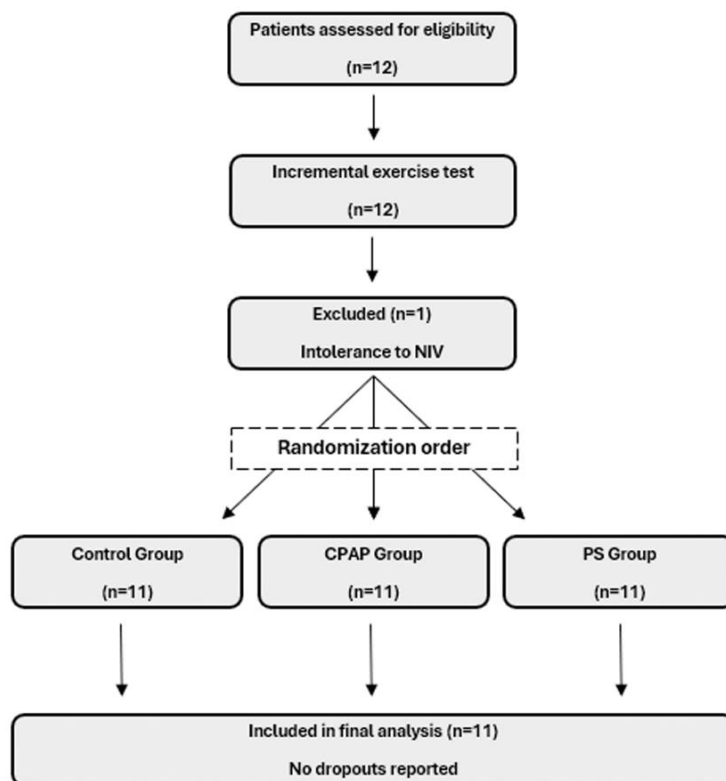 Patients assessed for eligibility
(n=12)
Incremental exercise test
(n=12)
Excluded (n=1)
Intolerance to NIV
Randomization order
Control Group
(n=11)
CPAP Group
(n=11)
PS Group
(n=11)
Included in final analysis (n=11)
No dropouts reported